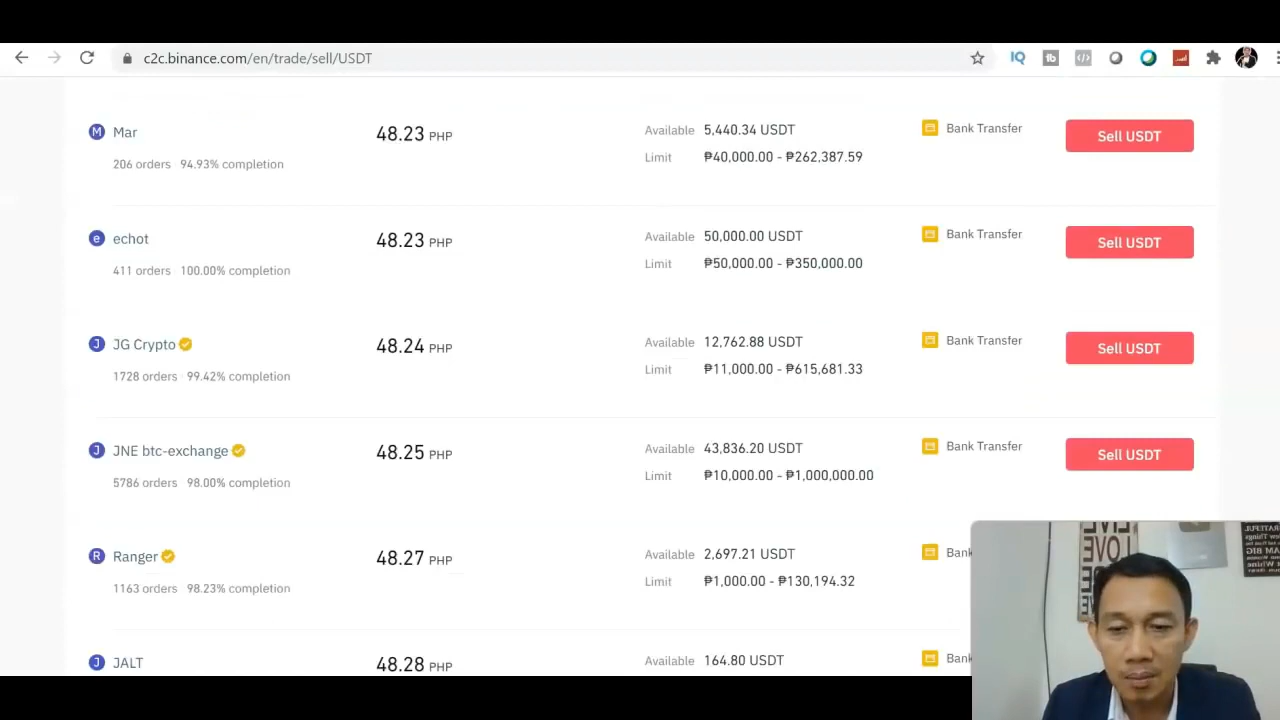 c2c.binance.com/en/trade/sell/USDT
M Mar 48.23 PHP Available 5,440.34 USDT Bank Transfer Sell USDT
206 orders 94.93% completion Limit ₱40,000.00 - ₱262,387.59
e echot 48.23 PHP Available 50,000.00 USDT Bank Transfer Sell USDT
411 orders 100.00% completion Limit ₱50,000.00 - ₱350,000.00
J JG Crypto 48.24 PHP Available 12,762.88 USDT Bank Transfer Sell USDT
1728 orders 99.42% completion Limit ₱11,000.00 - ₱615,681.33
J JNE btc-exchange 48.25 PHP Available 43,836.20 USDT Bank Transfer Sell USDT
5786 orders 98.00% completion Limit ₱10,000.00 - ₱1,000,000.00
R Ranger 48.27 PHP Available 2,697.21 USDT Bank
1163 orders 98.23% completion Limit ₱1,000.00 - ₱130,194.32
J JALT 48.28 PHP Available 164.80 USDT Bank
LIVE
LOVE